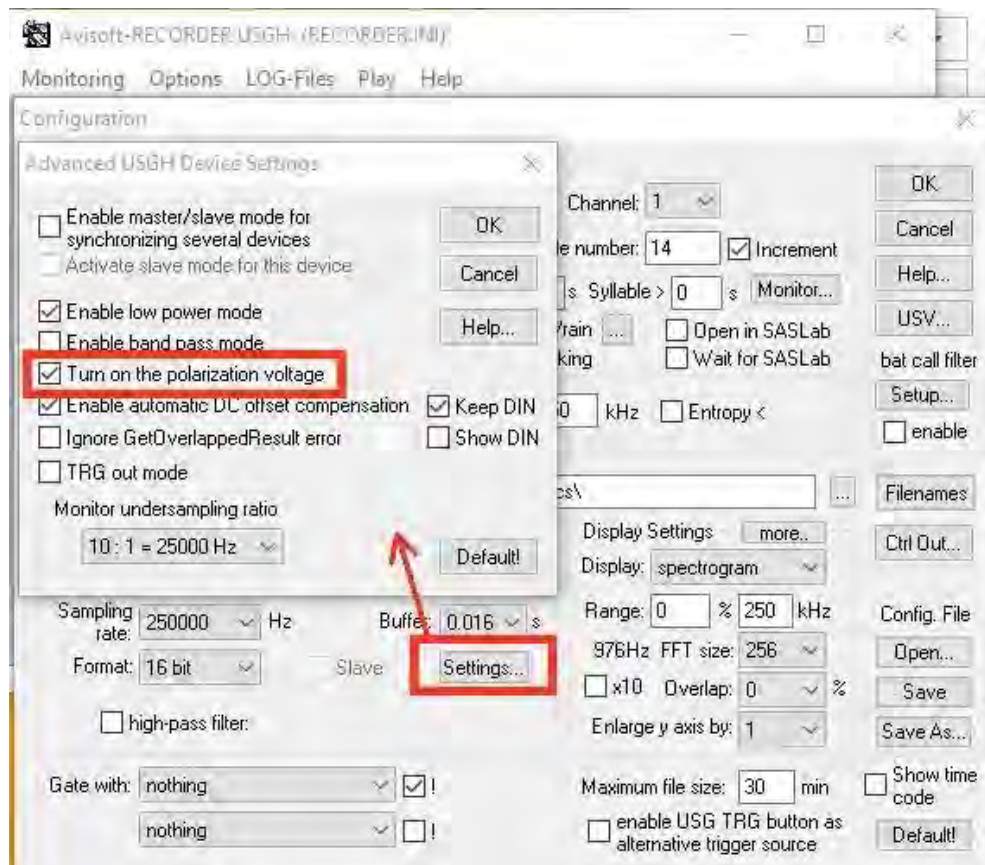 Avisoft-RECORDER USGH (RECORDER.INI)
Monitoring Options LOG-Files Play Help
Configuration
Advanced USGH Device Settings
Enable master/slave mode for
synchronizing several devices
Activate slave mode for this device
Enable low power mode
Enable band pass mode
Turn on the polarization voltage
Enable automatic DC offset compensation
Ignore GetOverlappedResult error
TRG out mode
Monitor undersampling ratio
10 : 1 = 25000 Hz
OK
Cancel
Help...
Keep DIN
Show DIN
Default!
Channel: 1
le number: 14 Increment
s Syllable > 0 s Monitor...
rain ... Open in SASLab
king Wait for SASLab
0 kHz Entropy <
cs\ ...
Display Settings more..
Display: spectrogram
Sampling
rate: 250000 Hz
Buffer: 0.016 s
Format: 16 bit
Slave
Settings...
high-pass filter:
Gate with: nothing !
nothing !
Range: 0 % 250 kHz
976Hz FFT size: 256
x10 Overlap: 0 %
Enlarge y axis by: 1
Maximum file size: 30 min
enable USG TRG button as
alternative trigger source
OK
Cancel
Help...
USV...
bat call filter
Setup...
enable
Filenames
Ctrl Out...
Config. File
Open...
Save
Save As...
Show time
code
Default!